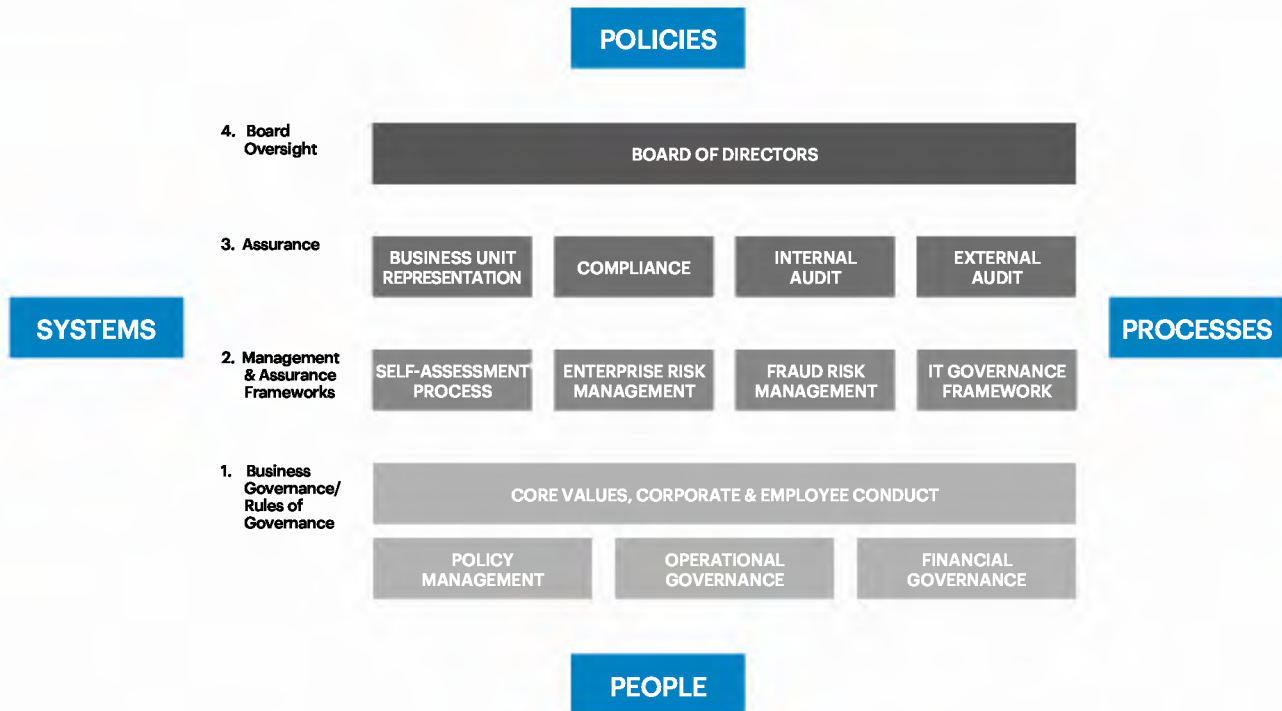 POLICIES
4. Board
Oversight
BOARD OF DIRECTORS
3. Assurance
BUSINESS UNIT
REPRESENTATION
COMPLIANCE
INTERNAL
AUDIT
EXTERNAL
AUDIT
SYSTEMS
PROCESSES
2. Management
& Assurance
Frameworks
SELF-ASSESSMENT
PROCESS
ENTERPRISE RISK
MANAGEMENT
FRAUD RISK
MANAGEMENT
IT GOVERNANCE
FRAMEWORK
1. Business
Governance/
Rules of
Governance
CORE VALUES, CORPORATE & EMPLOYEE CONDUCT
POLICY
MANAGEMENT
OPERATIONAL
GOVERNANCE
FINANCIAL
GOVERNANCE
PEOPLE